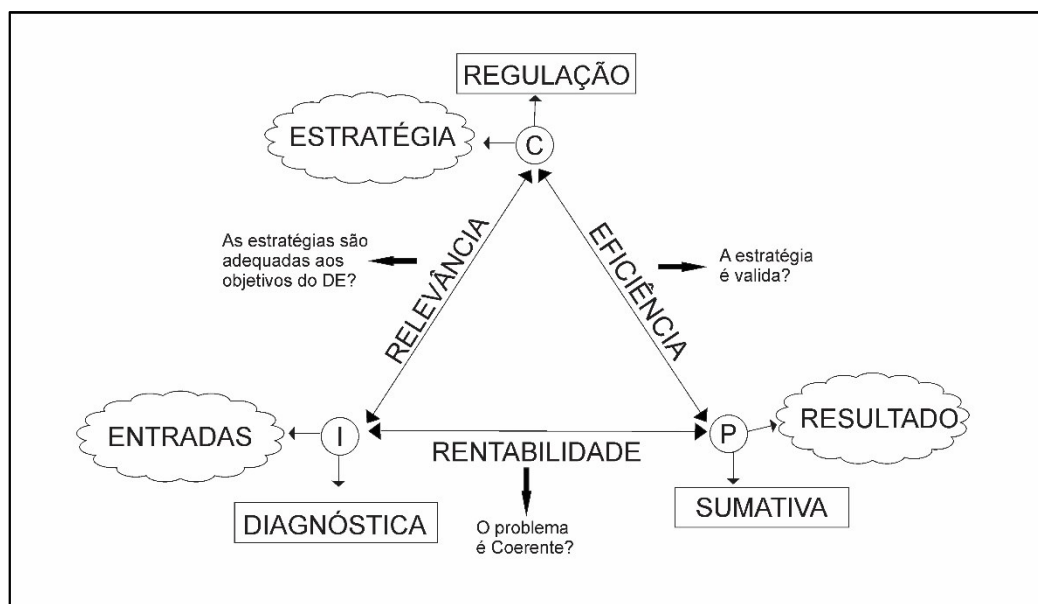 REGULAÇÃO
ESTRATÉGIA
C
As estratégias são
adequadas aos
objetivos do DE?
RELEVÂNCIA
EFICIÊNCIA
A estratégia
é valida?
ENTRADAS
I
P
RESULTADO
RENTABILIDADE
DIAGNÓSTICA
SUMATIVA
O problema
é Coerente?